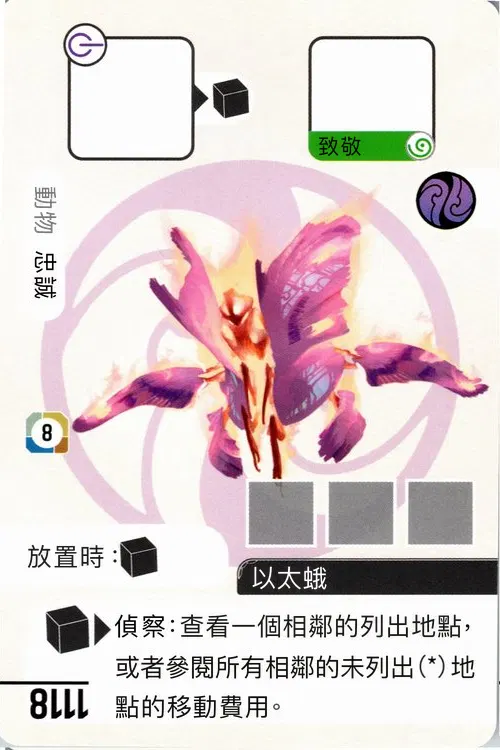 致敬
動物 忠誠
8
放置時：
以太蛾
偵察：查看一個相鄰的列出地點，
或者參閱所有相鄰的未列出(*)地
點的移動費用。
1118